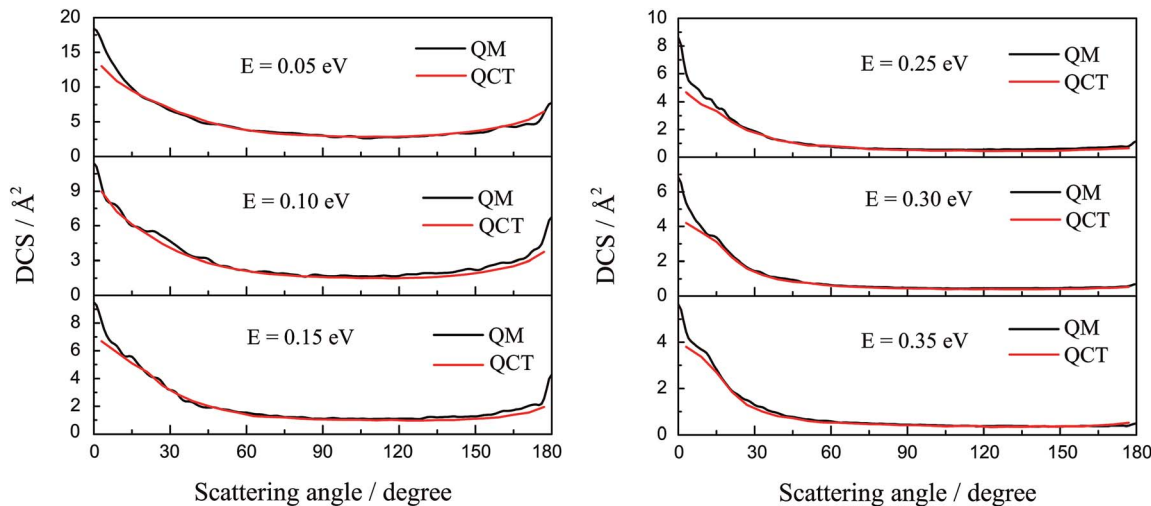 20
15
10
5
0
E = 0.05 eV
QM
QCT
9
6
3
0
E = 0.10 eV
QM
QCT
8
6
4
2
0
E = 0.15 eV
QM
QCT
0 30 60 90 120 150 180
Scattering angle / degree
DCS / Å²
10
8
6
4
2
0
E = 0.25 eV
QM
QCT
6
4
2
0
E = 0.30 eV
QM
QCT
4
2
0
E = 0.35 eV
QM
QCT
0 30 60 90 120 150 180
Scattering angle / degree
DCS / Å²